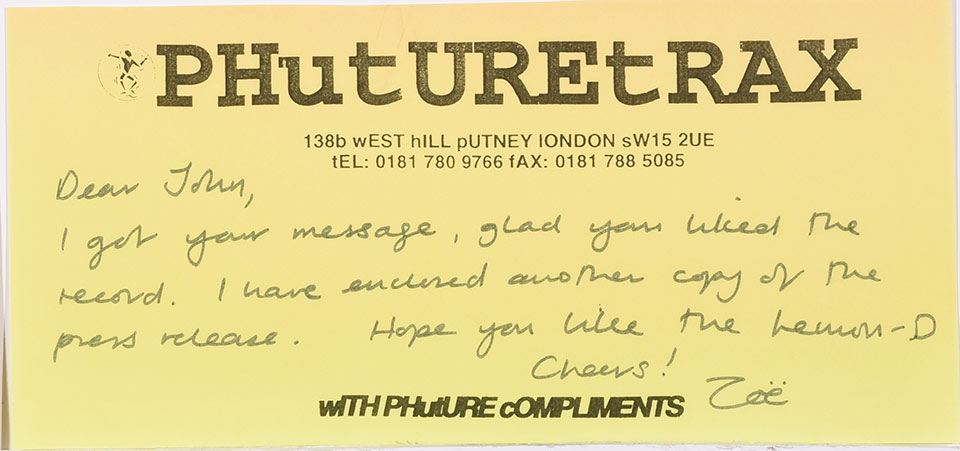 PHutUREtRAX
138b wEST hILL pUTNEY lONDON sW15 2UE
tEL: 0181 780 9766 fAX: 0181 788 5085
Dear John,
I got your message, glad you liked the
record. I have enclosed another copy of the
press release. Hope you like the Lemon-D
Cheers!
Zoë
wITH PHutURE cOMPLIMENTS